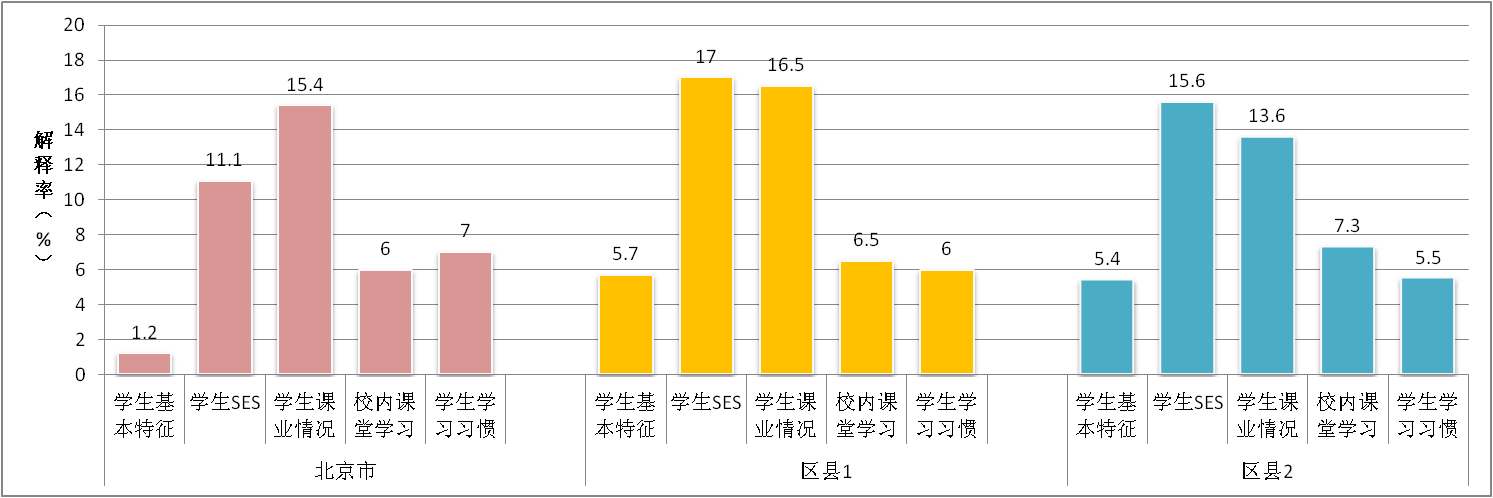 20
18
16
14
12
10
8
6
4
2
0
解释率（%）
1.2
11.1
15.4
6
7
5.7
17
16.5
6.5
6
5.4
15.6
13.6
7.3
5.5
学生基
本特征
学生SES
学生课
业情况
校内课
堂学习
学生学
习习惯
学生基
本特征
学生SES
学生课
业情况
校内课
堂学习
学生学
习习惯
学生基
本特征
学生SES
学生课
业情况
校内课
堂学习
学生学
习习惯
北京市
区县1
区县2